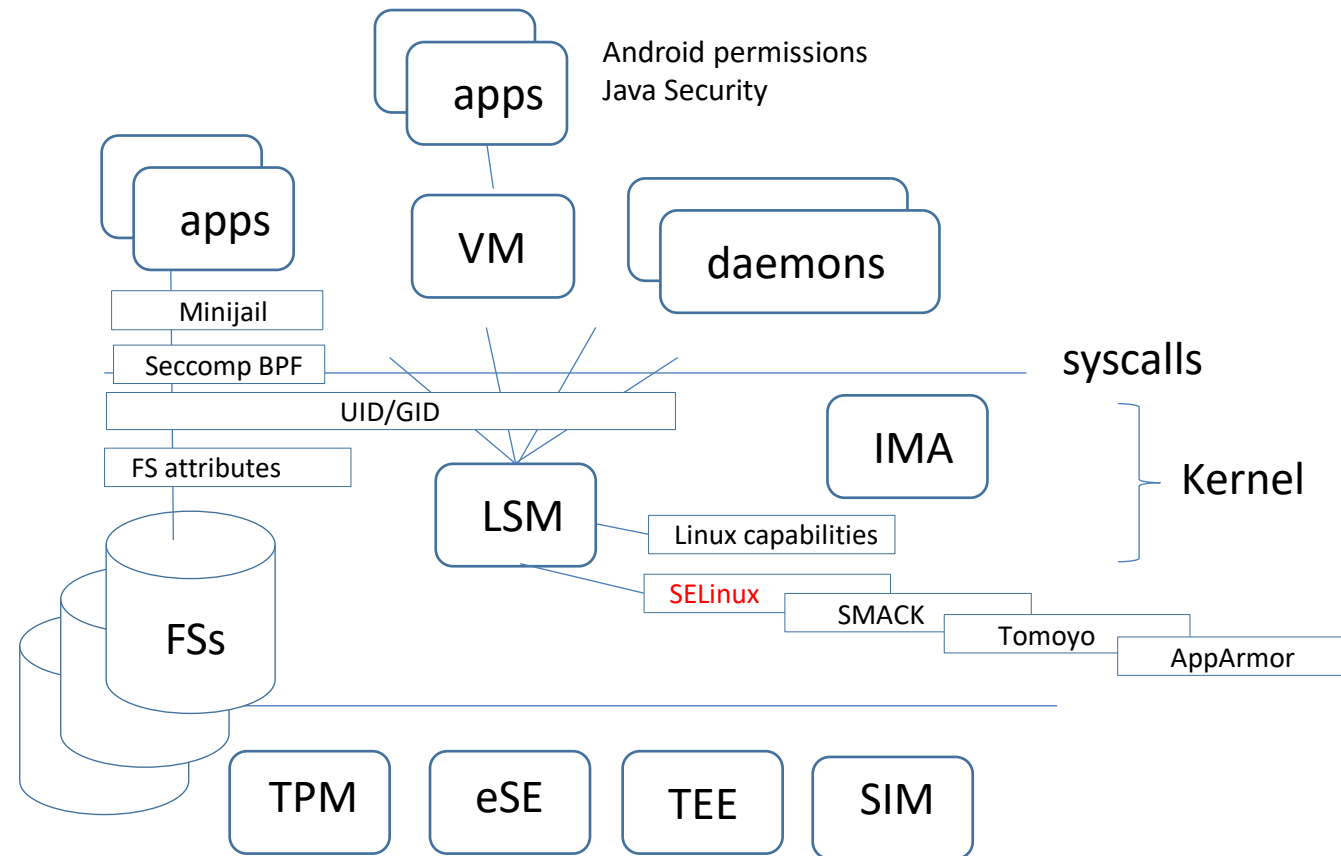 Android permissions
Java Security
apps
apps
VM
daemons
Minijail
Seccomp BPF
syscalls
UID/GID
IMA
FS attributes
Kernel
LSM
Linux capabilities
SELinux
SMACK
Tomoyo
AppArmor
FSs
TPM
eSE
TEE
SIM